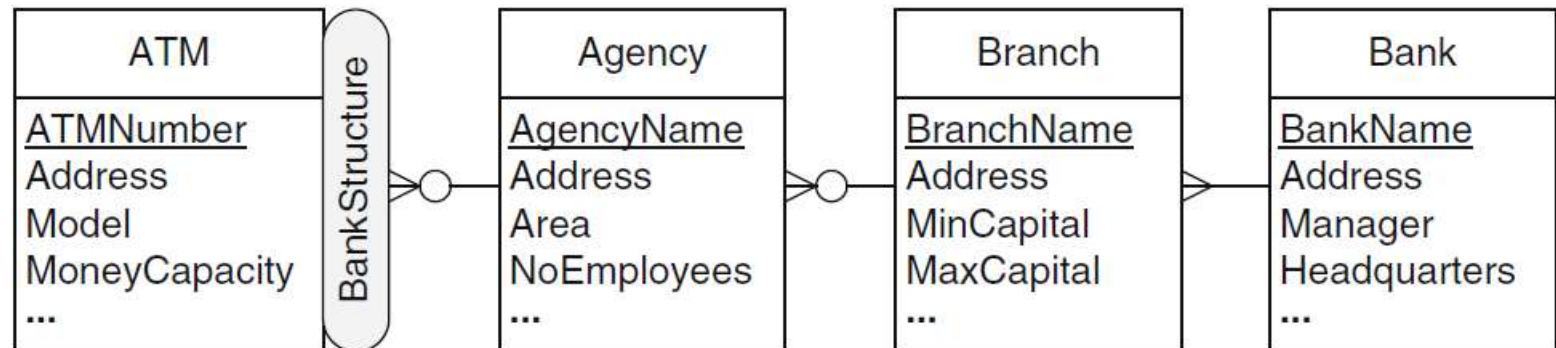 ATM
ATMNumber
Address
Model
MoneyCapacity
...
BankStructure
Agency
AgencyName
Address
Area
NoEmployees
...
Branch
BranchName
Address
MinCapital
MaxCapital
...
Bank
BankName
Address
Manager
Headquarters
...